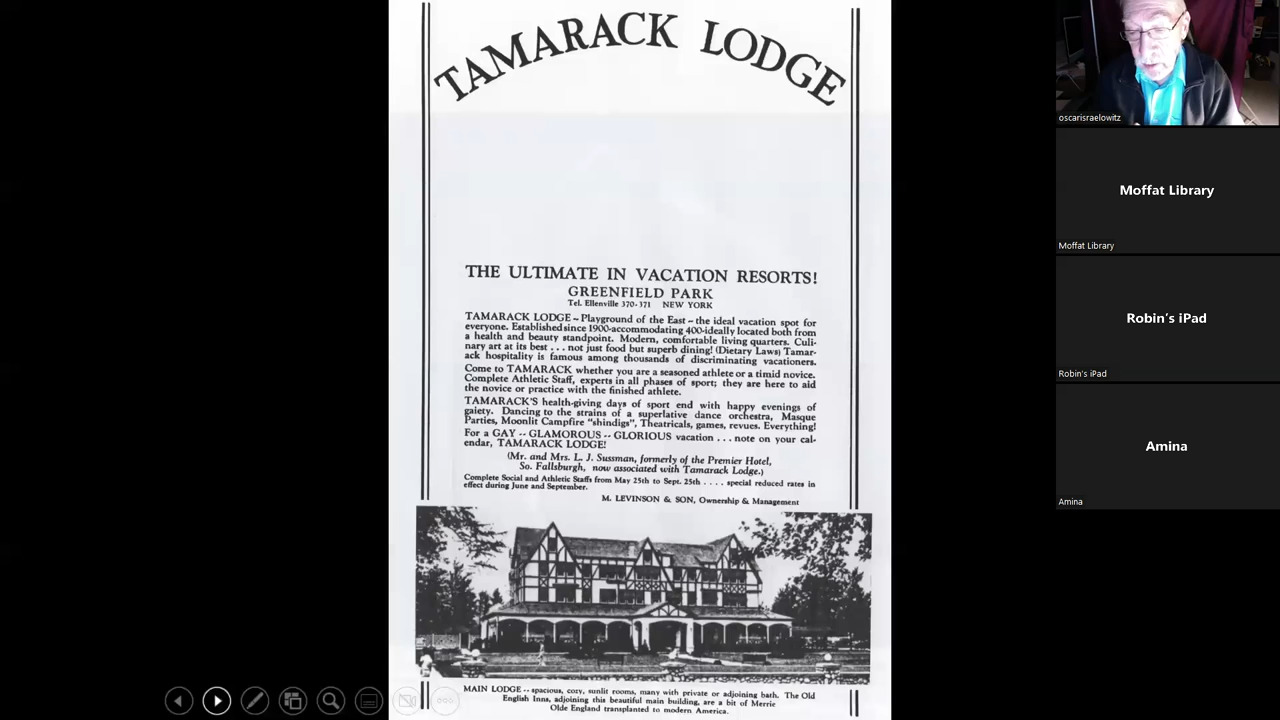 TAMARACK LODGE
THE ULTIMATE IN VACATION RESORTS!
GREENFIELD PARK
Tel. Ellenville 370-371 NEW YORK
TAMARACK LODGE -- Playground of the East -- the ideal vacation spot for
everyone. Established since 1900-accommodating 400-ideally located both from
a health and beauty standpoint. Modern, comfortable living quarters. Culi-
nary art at its best . . . not just food but superb dining! (Dietary Laws) Tamar-
ack hospitality is famous among thousands of discriminating vacationers.
Come to TAMARACK whether you are a seasoned athlete or a timid novice.
Complete Athletic Staff, experts in all phases of sport; they are here to aid
the novice or practice with the finished athlete.
TAMARACK'S health-giving days of sport end with happy evenings of
gaiety. Dancing to the strains of a superlative dance orchestra, Masque
Parties, Moonlit Campfire "shindigs", Theatricals, games, revues. Everything!
For a GAY -- GLAMOROUS -- GLORIOUS vacation . . . note on your cal-
endar, TAMARACK LODGE!
(Mr. and Mrs. L. J. Sussman, formerly of the Premier Hotel,
So. Fallsburgh, now associated with Tamarack Lodge.)
Complete Social and Athletic Staffs from May 25th to Sept. 25th . . . . special reduced rates in
effect during June and September.
M. LEVINSON & SON, Ownership & Management
MAIN LODGE -- spacious, cozy, sunlit rooms, many with private or adjoining bath. The Old
English Inns, adjoining this beautiful main building, are a bit of Merrie
Olde England transplanted to modern America.
oscarisraelowitz
Moffat Library
Moffat Library
Robin's iPad
Robin's iPad
Amina
Amina